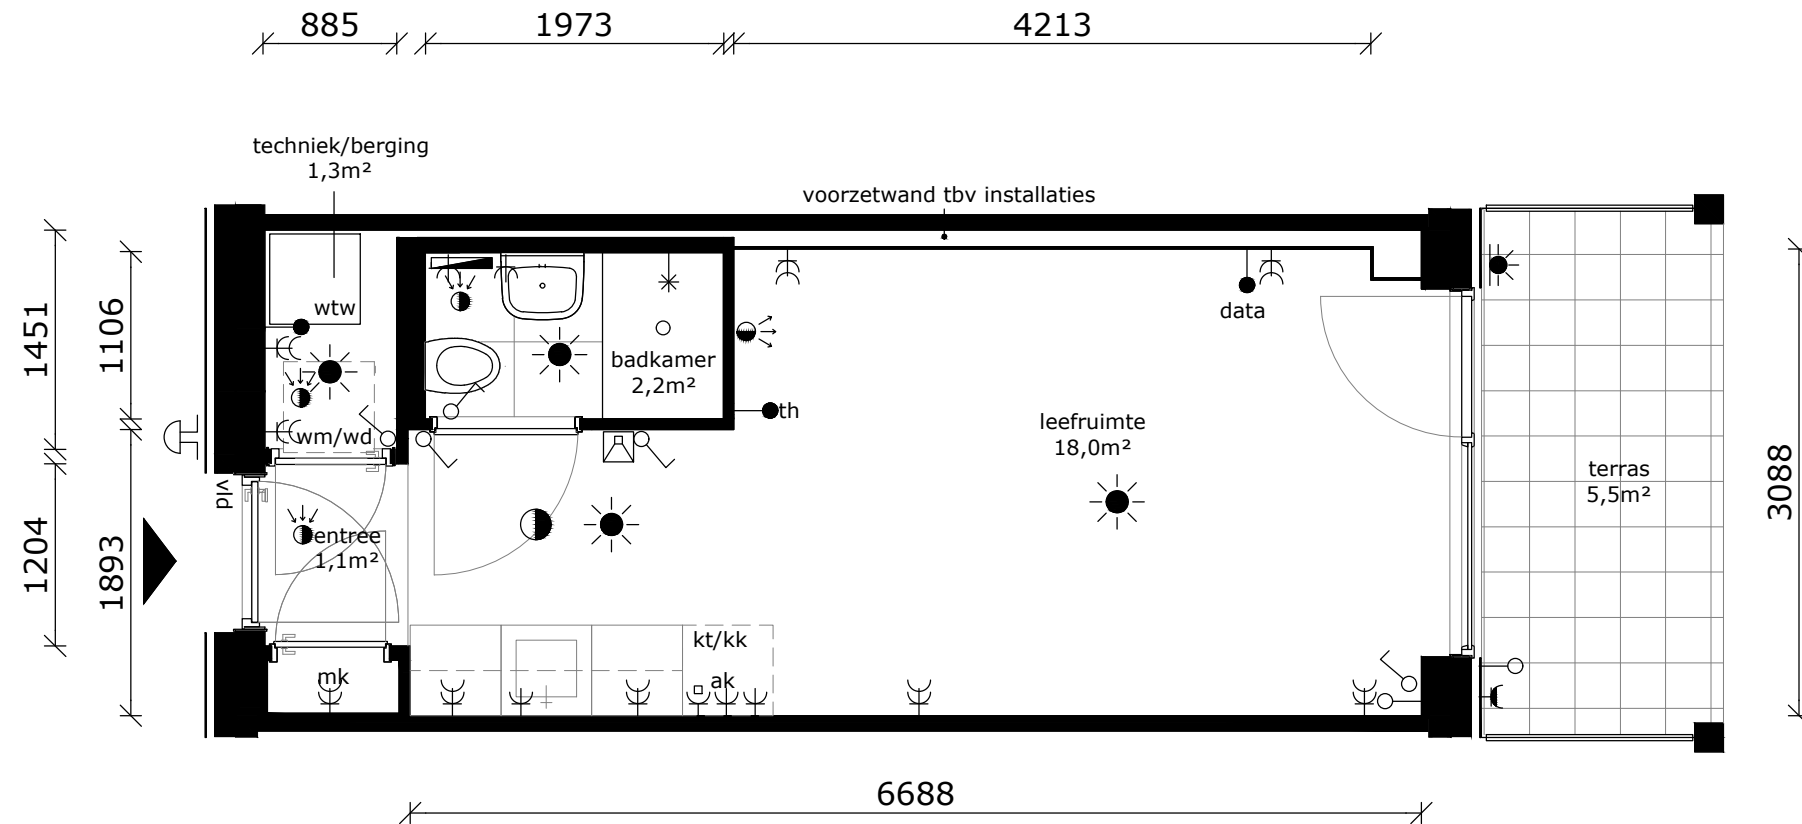 885
1973
4213
techniek/berging
1,3m²
voorzetwand tbv installaties
1451
1106
wtw
data
badkamer
2,2m²
th
leefruimte
18,0m²
wm/wd
terras
5,5m²
3088
vld
entree
1,1m²
1204
1893
kt/kk
mk
ak
6688